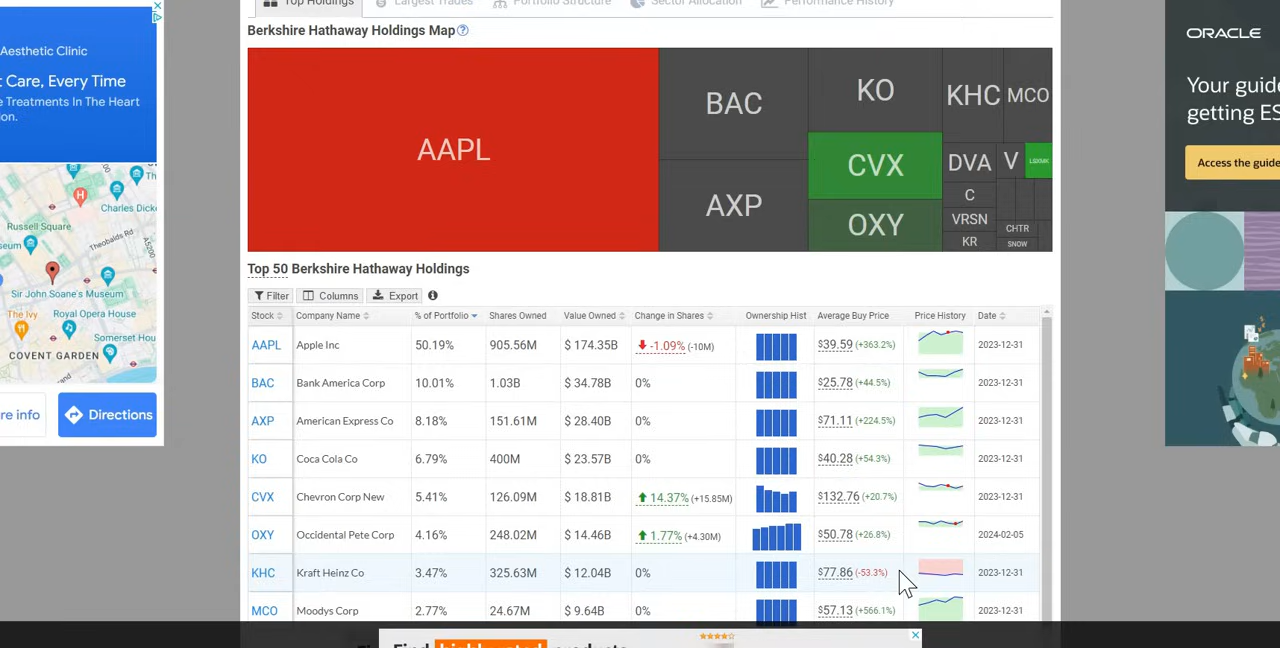 Top Holdings Largest Trades Portfolio Structure Sector Allocation Performance History
Berkshire Hathaway Holdings Map
AAPL
BAC
AXP
KO
CVX
OXY
KHC
MCO
DVA
V
C
VRSN
KR
CHTR
SNOW
Top 50 Berkshire Hathaway Holdings
Filter Columns Export
Stock Company Name % of Portfolio Shares Owned Value Owned Change in Shares Ownership Hist Average Buy Price Price History Date
AAPL Apple Inc 50.19% 905.56M $ 174.35B -1.09% (-10M) $39.59 (+363.2%) 2023-12-31
BAC Bank America Corp 10.01% 1.03B $ 34.78B 0% $25.78 (+44.5%) 2023-12-31
AXP American Express Co 8.18% 151.61M $ 28.40B 0% $71.11 (+224.5%) 2023-12-31
KO Coca Cola Co 6.79% 400M $ 23.57B 0% $40.28 (+54.3%) 2023-12-31
CVX Chevron Corp New 5.41% 126.09M $ 18.81B 14.37% (+15.85M) $132.76 (+20.7%) 2023-12-31
OXY Occidental Pete Corp 4.16% 248.02M $ 14.46B 1.77% (+4.30M) $50.78 (+26.8%) 2024-02-05
KHC Kraft Heinz Co 3.47% 325.63M $ 12.04B 0% $77.86 (-53.3%) 2023-12-31
MCO Moodys Corp 2.77% 24.67M $ 9.64B 0% $57.13 (+566.1%) 2023-12-31
Aesthetic Clinic
t Care, Every Time
e Treatments In The Heart
on.
Charles Dicke
Russell Square
Theobalds Rd
A5200
seum
Sir John Soane's Museum
The Ivy
Royal Opera House
Somerset Hou
COVENT GARDEN
re info
Directions
ORACLE
Your guide
getting ES
Access the guide